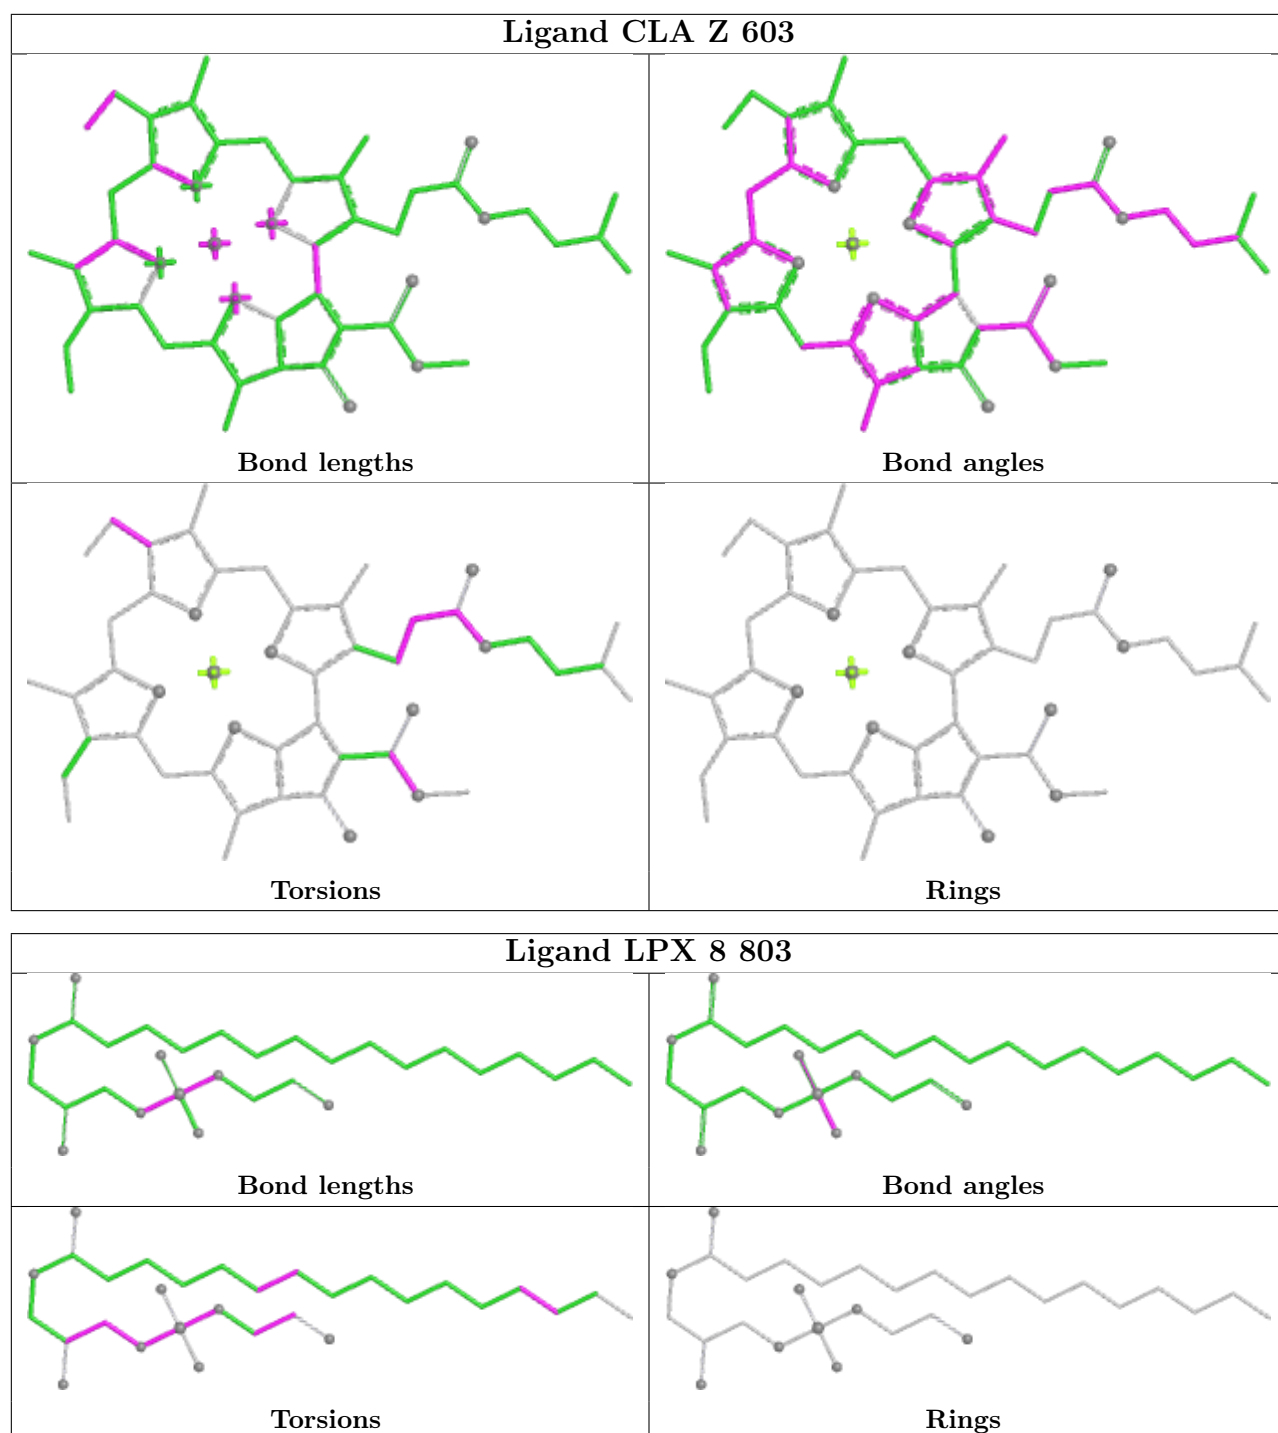 Ligand CLA Z 603
Bond lengths
Bond angles
Torsions
Rings
Ligand LPX 8 803
Bond lengths
Bond angles
Torsions
Rings